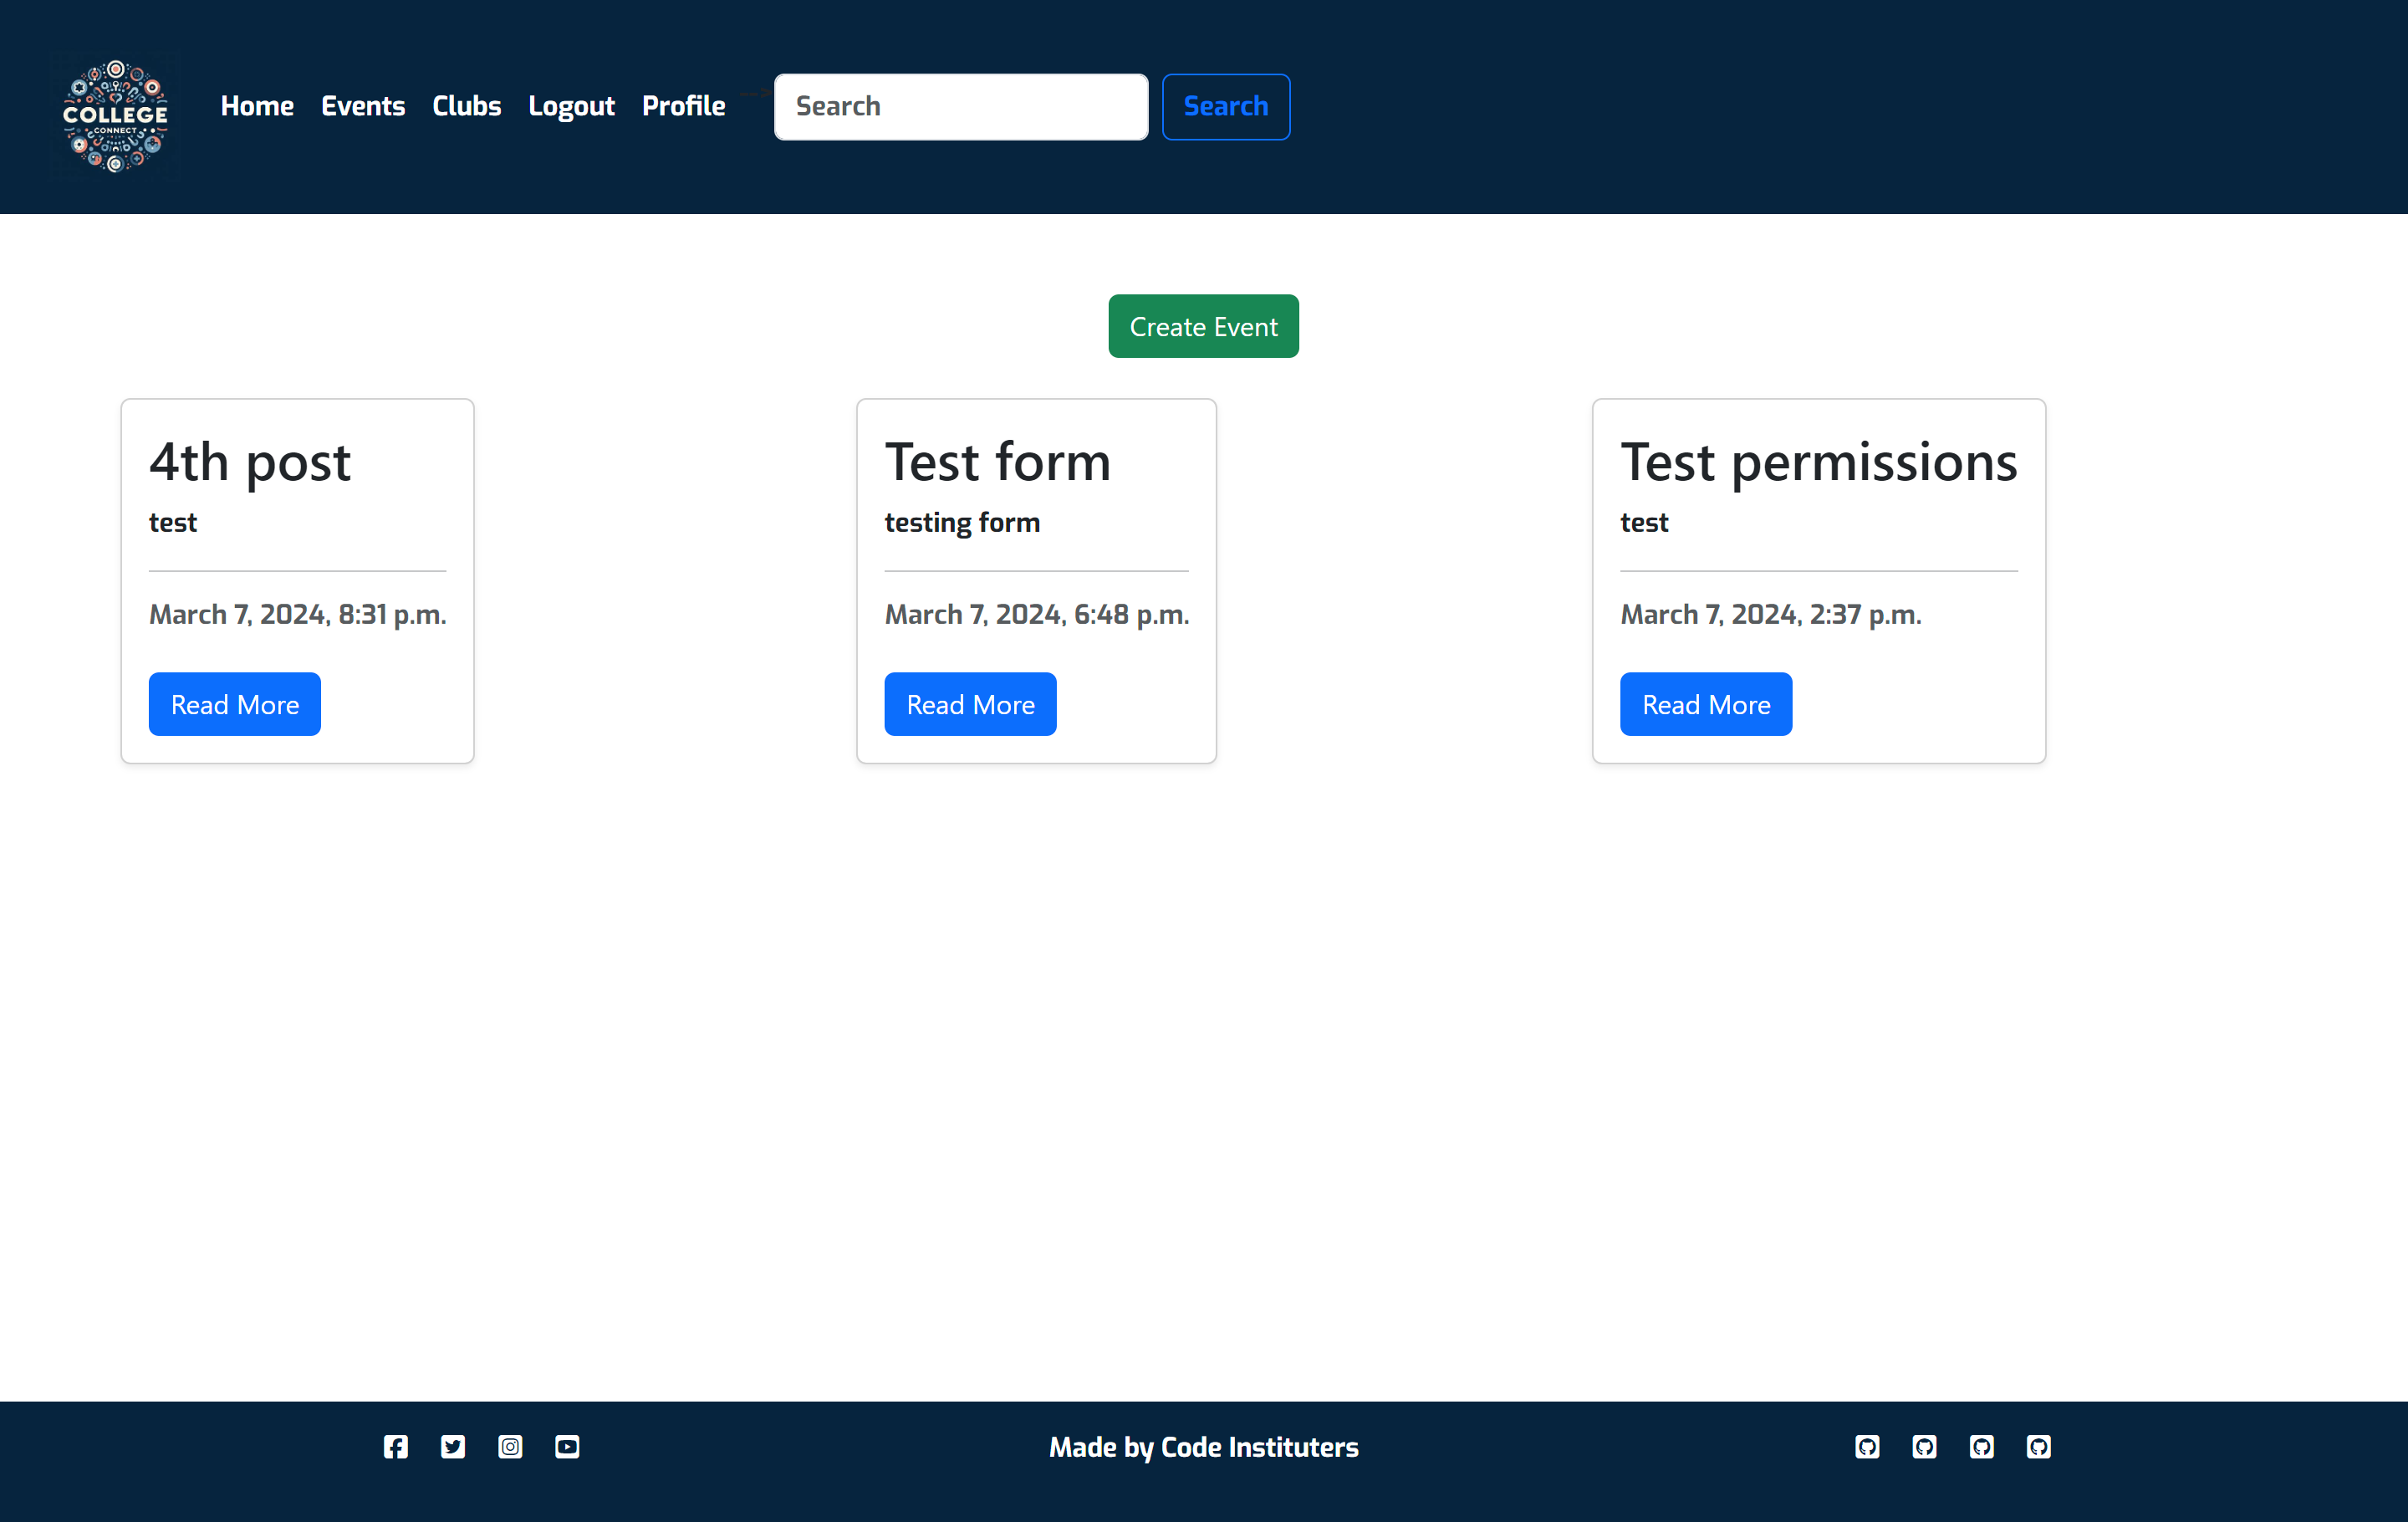 COLLEGE
CONNECT
Home Events Clubs Logout Profile --> Search Search
Create Event
4th post
test
March 7, 2024, 8:31 p.m.
Read More
Test form
testing form
March 7, 2024, 6:48 p.m.
Read More
Test permissions
test
March 7, 2024, 2:37 p.m.
Read More
Made by Code Instituters